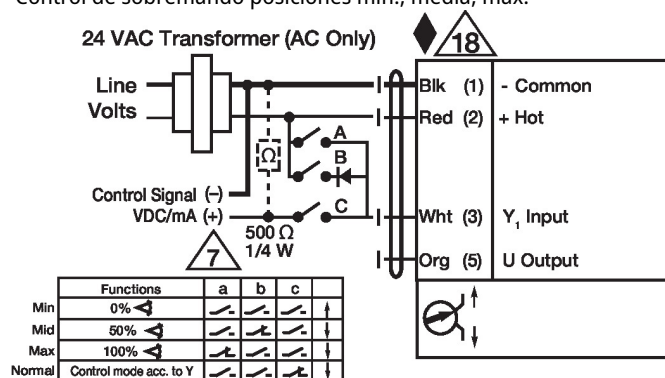 Control de sobremando posiciones mín., media, máx.
24 VAC Transformer (AC Only)
18
Line
Volts
Blk (1) - Common
Red (2) + Hot
A
B
C
Ω
Control Signal (-)
VDC/mA (+)
500 Ω
1/4 W
7
Wht (3) Y1 Input
Org (5) U Output
Functions a b c
Min 0%
Mid 50%
Max 100%
Normal Control mode acc. to Y